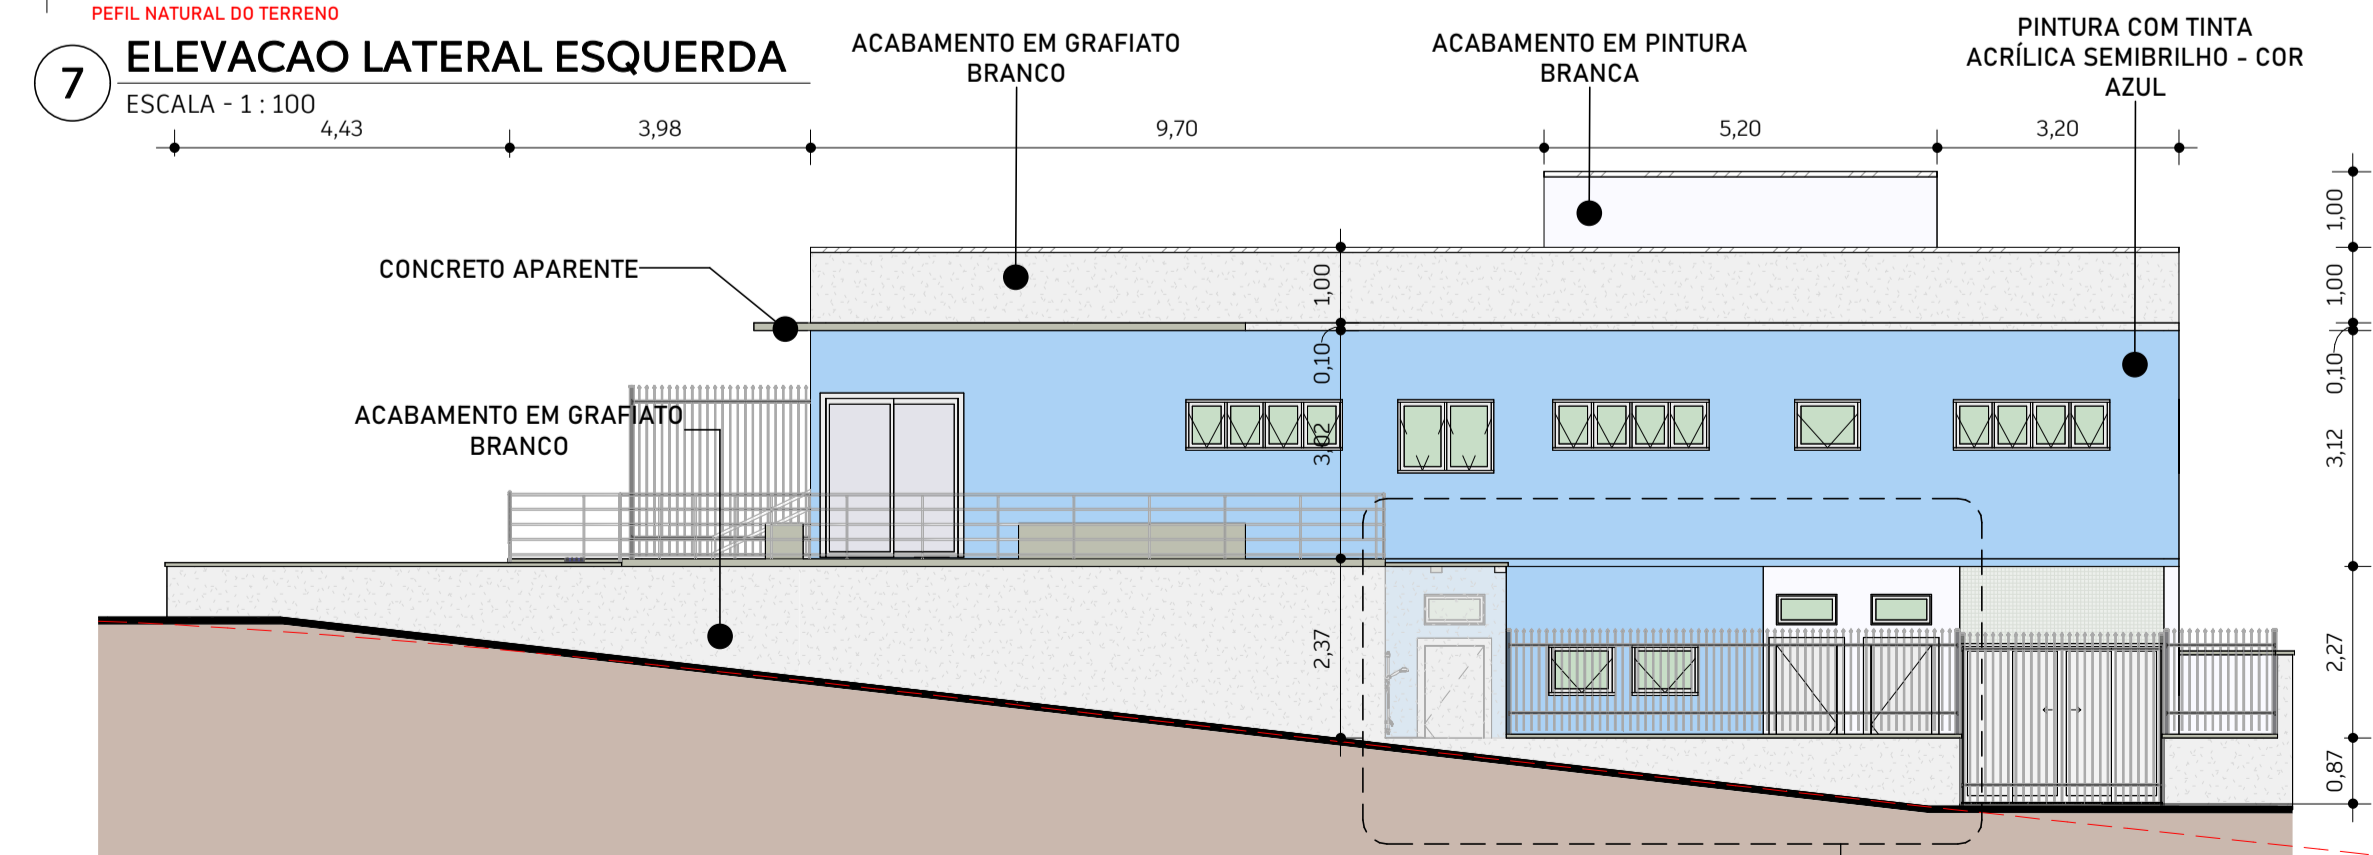 PEFIL NATURAL DO TERRENO
7
ELEVACAO LATERAL ESQUERDA
ESCALA - 1 : 100
ACABAMENTO EM GRAFIATO
BRANCO
ACABAMENTO EM PINTURA
BRANCA
PINTURA COM TINTA
ACRÍLICA SEMIBRILHO - COR
AZUL
4,43
3,98
9,70
5,20
3,20
CONCRETO APARENTE
ACABAMENTO EM GRAFIATO
BRANCO
1,00
0,10
3,02
2,37
1,00
1,00
0,10
3,12
2,27
0,87